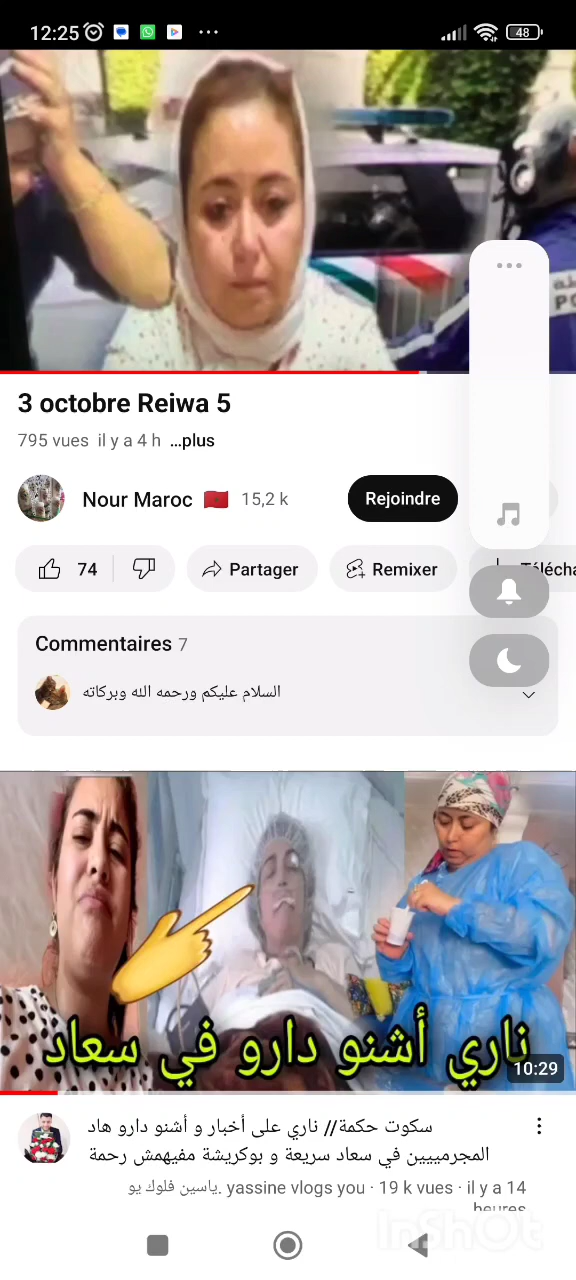 12:25
48
3 octobre Reiwa 5
795 vues il y a 4 h ...plus
Nour Maroc 15,2 k
Rejoindre
74
Partager
Remixer
Commentaires 7
السلام عليكم ورحمه الله وبركاته
ناري أشنو دارو في سعاد
10:29
سكوت حكمة// ناري على أخبار و أشنو دارو هاد
المجرمييين في سعاد سريعة و بوكريشة مفيهمش رحمة
ياسين فلوك يو. yassine vlogs you · 19 k vues · il y a 14
InShOt